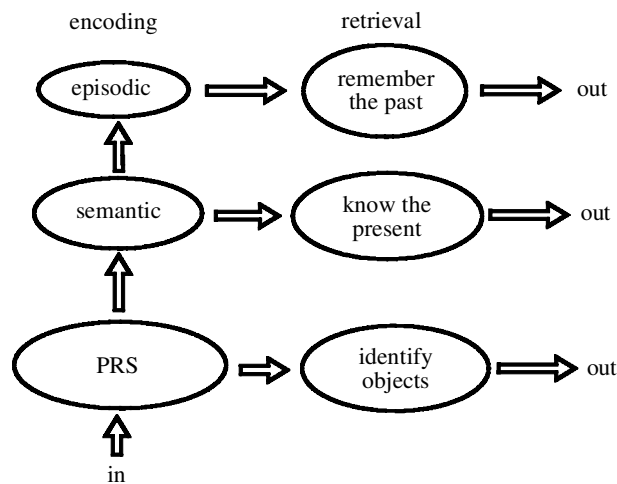 encoding
retrieval
episodic
remember
the past
out
semantic
know the
present
out
PRS
identify
objects
out
in